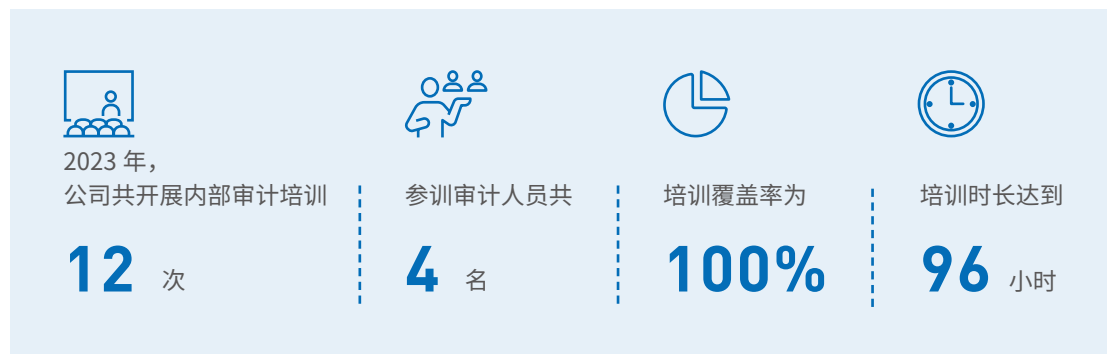 2023 年，
公司共开展内部审计培训
12 次
参训审计人员共
4 名
培训覆盖率为
100%
培训时长达到
96 小时